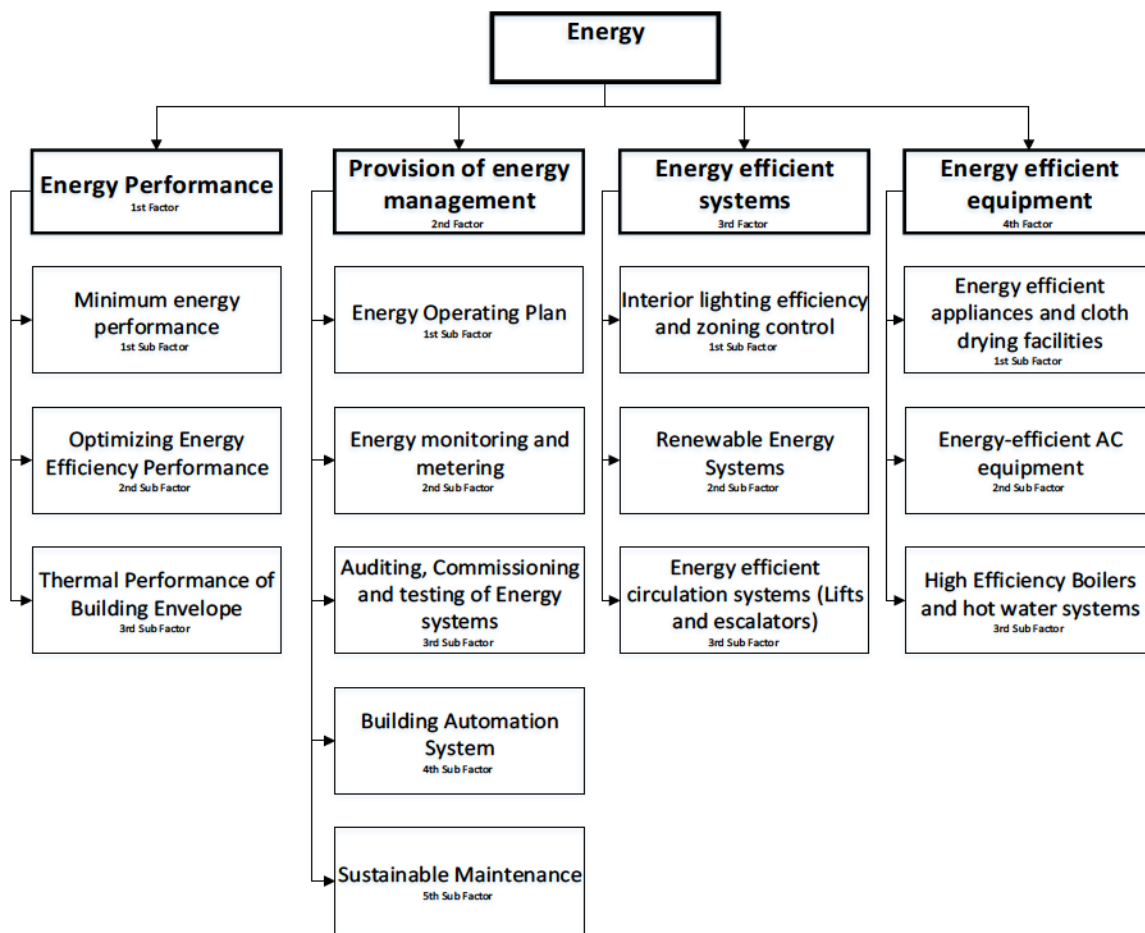 Energy
Energy Performance
1st Factor
Minimum energy
performance
1st Sub Factor
Optimizing Energy
Efficiency Performance
2nd Sub Factor
Thermal Performance of
Building Envelope
3rd Sub Factor
Provision of energy
management
2nd Factor
Energy Operating Plan
1st Sub Factor
Energy monitoring and
metering
2nd Sub Factor
Auditing, Commissioning
and testing of Energy
systems
3rd Sub Factor
Building Automation
System
4th Sub Factor
Sustainable Maintenance
5th Sub Factor
Energy efficient
systems
3rd Factor
Interior lighting efficiency
and zoning control
1st Sub Factor
Renewable Energy
Systems
2nd Sub Factor
Energy efficient
circulation systems (Lifts
and escalators)
3rd Sub Factor
Energy efficient
equipment
4th Factor
Energy efficient
appliances and cloth
drying facilities
1st Sub Factor
Energy-efficient AC
equipment
2nd Sub Factor
High Efficiency Boilers
and hot water systems
3rd Sub Factor